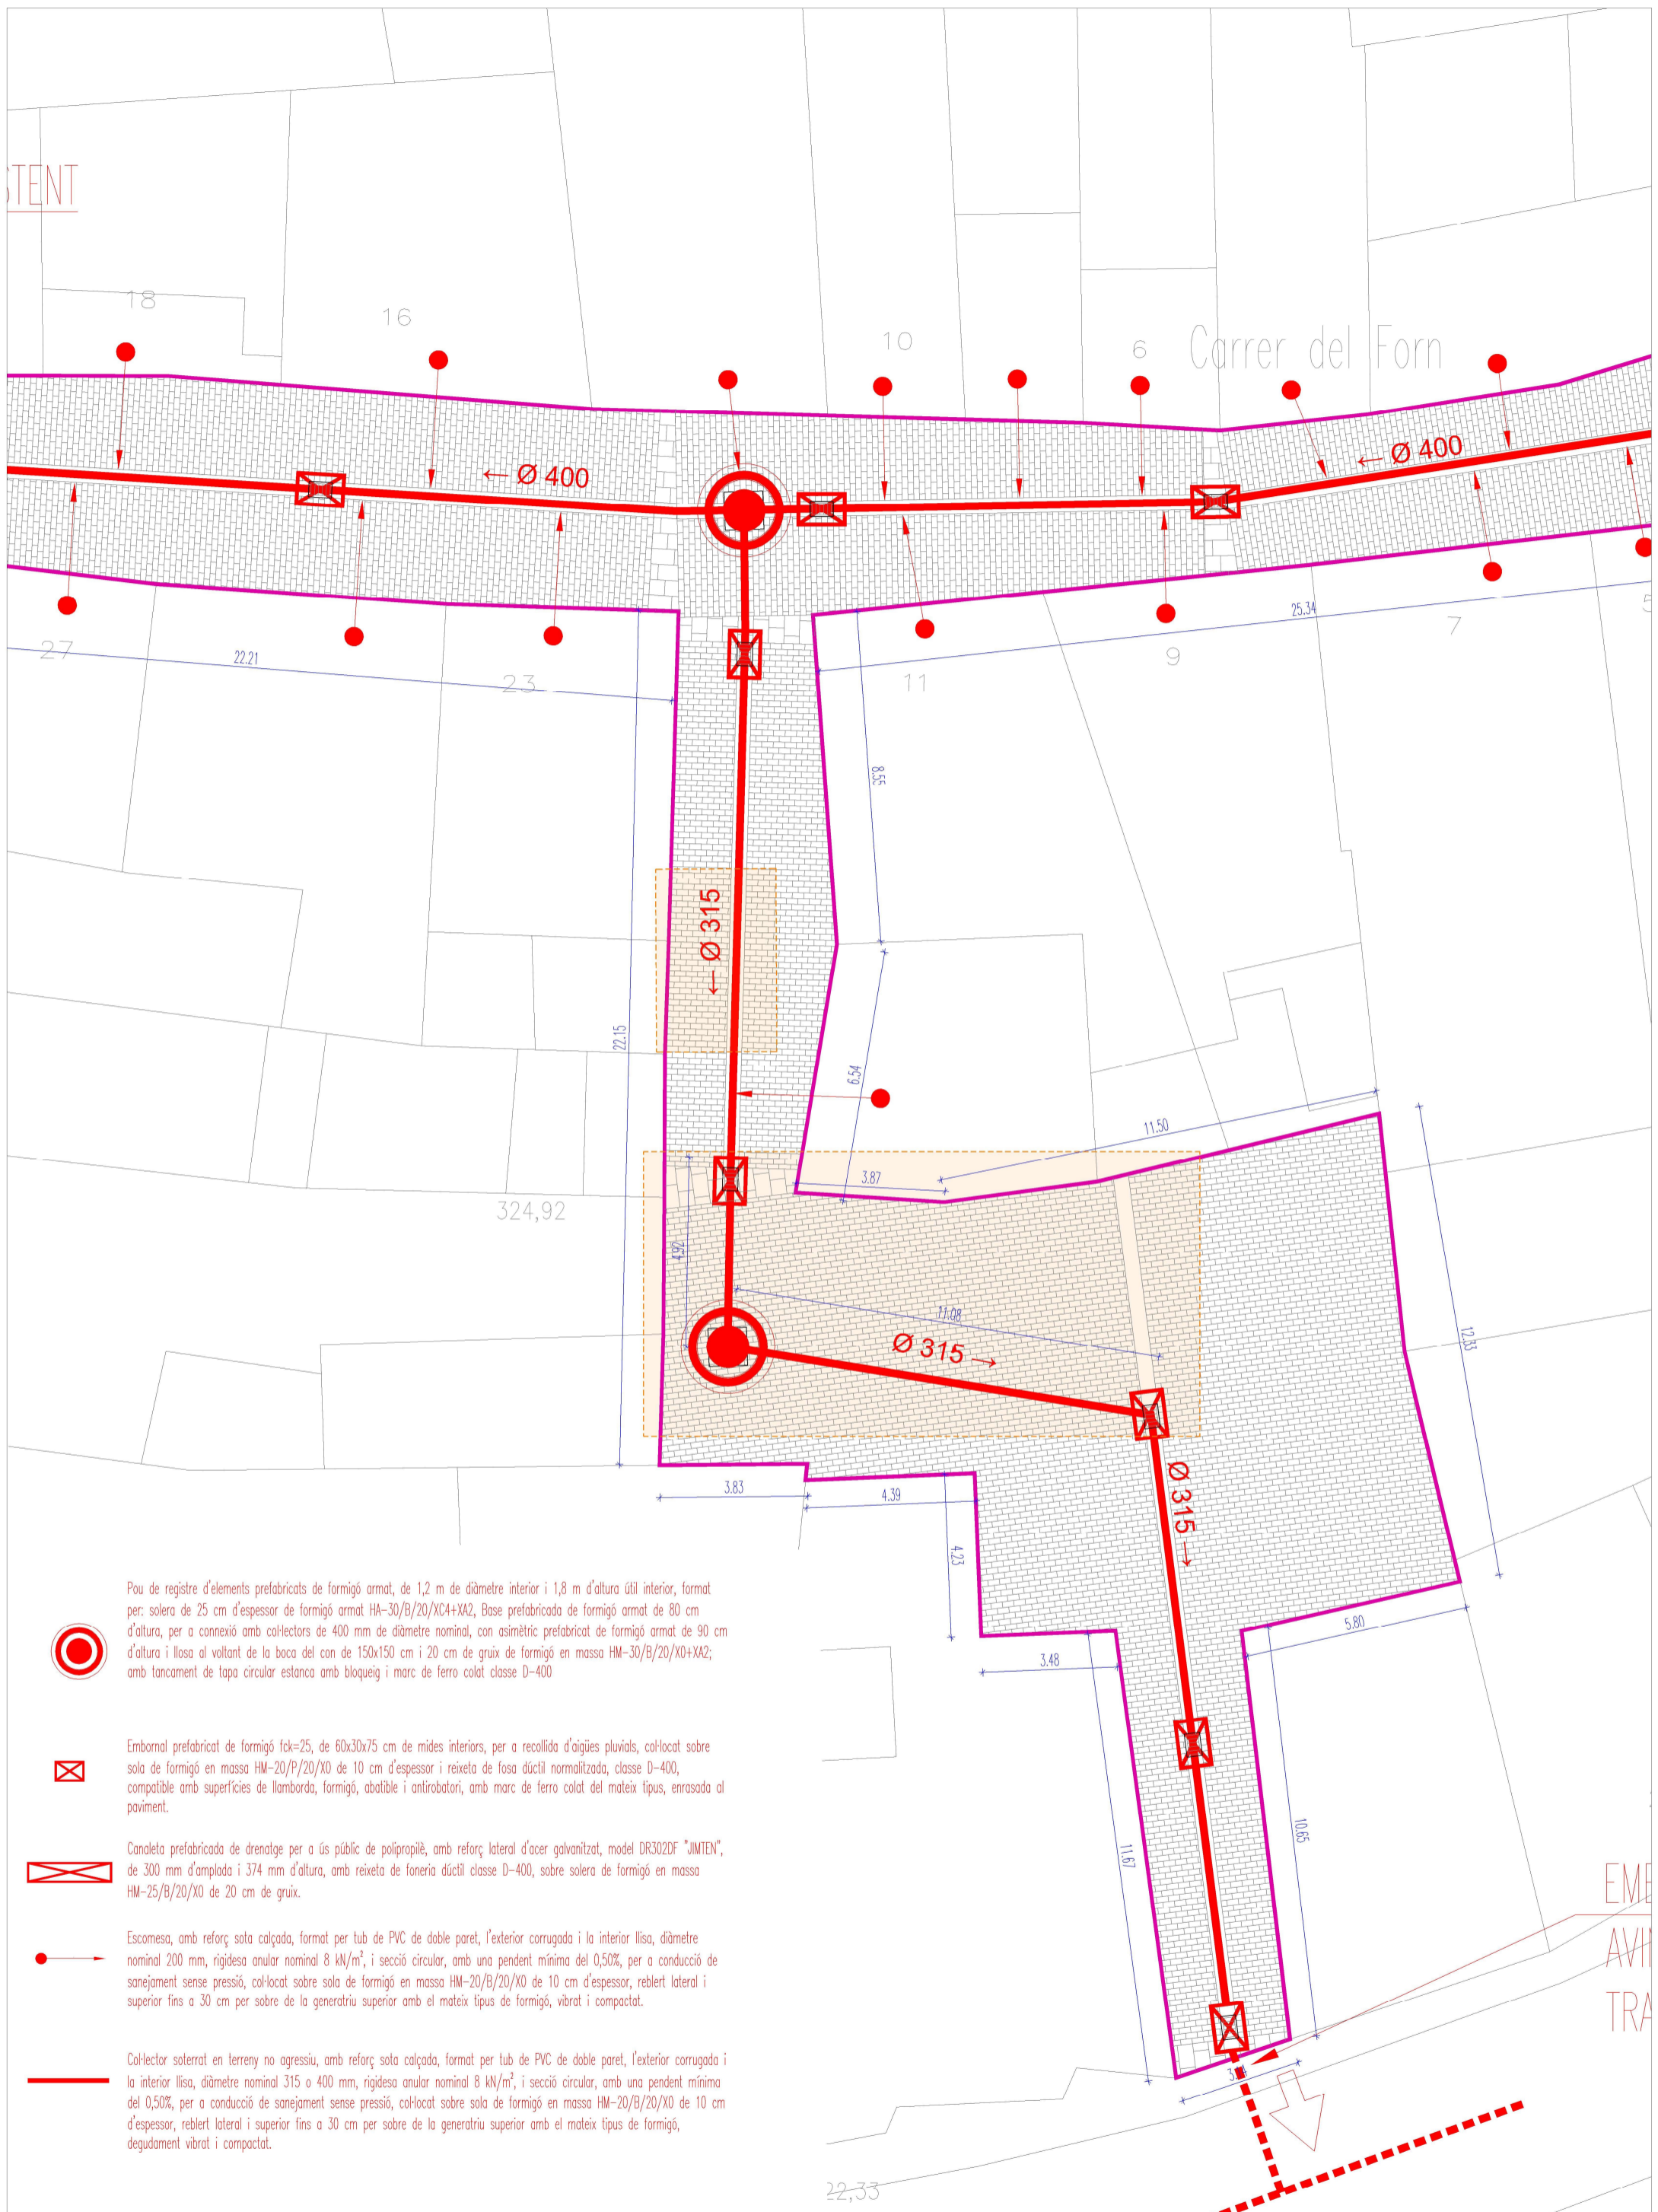 STENT
18
16
10
6
Carrer del Forn
← Ø 400
← Ø 400
27
22.21
23
11
9
25.34
7
5
8.55
← Ø 315
22.15
6.54
11.50
3.87
324,92
4.92
11.08
Ø 315 →
12.33
Ø 315 →
3.83
4.39
4.23
5.80
3.48
11.67
10.65
Pou de registre d'elements prefabricats de formigó armat, de 1,2 m de diàmetre interior i 1,8 m d'altura útil interior, format
per: solera de 25 cm d'espessor de formigó armat HA-30/B/20/XC4+XA2, Base prefabricada de formigó armat de 80 cm
d'altura, per a connexió amb col·lectors de 400 mm de diàmetre nominal, con asimètric prefabricat de formigó armat de 90 cm
d'altura i llosa al voltant de la boca del con de 150x150 cm i 20 cm de gruix de formigó en massa HM-30/B/20/X0+XA2;
amb tancament de tapa circular estanca amb bloqueig i marc de ferro colat classe D-400
Embornal prefabricat de formigó fck=25, de 60x30x75 cm de mides interiors, per a recollida d'aigües pluvials, col·locat sobre
sola de formigó en massa HM-20/P/20/X0 de 10 cm d'espessor i reixeta de fosa dúctil normalitzada, classe D-400,
compatible amb superfícies de llamborda, formigó, abatible i antirobatori, amb marc de ferro colat del mateix tipus, enrasada al
paviment.
Canaleta prefabricada de drenatge per a ús públic de polipropilè, amb reforç lateral d'acer galvanitzat, model DR302DF "JIMTEN",
de 300 mm d'amplada i 374 mm d'altura, amb reixeta de foneria dúctil classe D-400, sobre solera de formigó en massa
HM-25/B/20/X0 de 20 cm de gruix.
Escomesa, amb reforç sota calçada, format per tub de PVC de doble paret, l'exterior corrugada i la interior llisa, diàmetre
nominal 200 mm, rigidesa anular nominal 8 kN/m², i secció circular, amb una pendent mínima del 0,50%, per a conducció de
sanejament sense pressió, col·locat sobre sola de formigó en massa HM-20/B/20/X0 de 10 cm d'espessor, reblert lateral i
superior fins a 30 cm per sobre de la generatriu superior amb el mateix tipus de formigó, vibrat i compactat.
Col·lector soterrat en terreny no agressiu, amb reforç sota calçada, format per tub de PVC de doble paret, l'exterior corrugada i
la interior llisa, diàmetre nominal 315 o 400 mm, rigidesa anular nominal 8 kN/m², i secció circular, amb una pendent mínima
del 0,50%, per a conducció de sanejament sense pressió, col·locat sobre sola de formigó en massa HM-20/B/20/X0 de 10 cm
d'espessor, reblert lateral i superior fins a 30 cm per sobre de la generatriu superior amb el mateix tipus de formigó,
degudament vibrat i compactat.
EME
AVIN
TRA
22,33